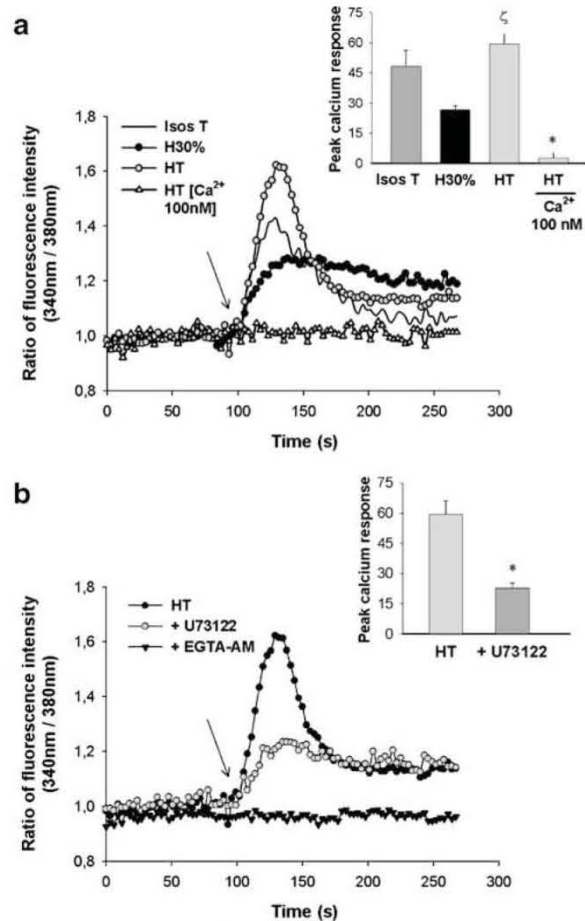 a
Peak calcium response
75
60
45
30
15
0
ζ
*
Isos T
H30%
HT
HT
Ca2+
100 nM
Ratio of fluorescence intensity
(340nm / 380nm)
1,8
1,6
1,4
1,2
1,0
0,8
Isos T
H30%
HT
HT [Ca2+
100nM]
0 50 100 150 200 250 300
Time (s)
b
Peak calcium response
75
60
45
30
15
0
*
HT + U73122
Ratio of fluorescence intensity
(340nm / 380nm)
1,8
1,6
1,4
1,2
1,0
0,8
HT
+ U73122
+ EGTA-AM
0 50 100 150 200 250 300
Time (s)